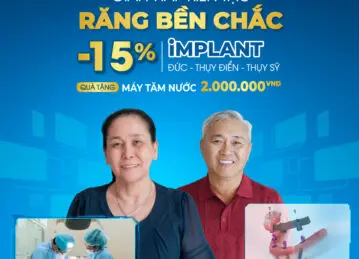 RĂNG BỀN CHẮC
-15%
iMPLANT
ĐỨC - THỤY ĐIỂN - THỤY SỸ
QUÀ TẶNG MÁY TĂM NƯỚC 2.000.000VNĐ